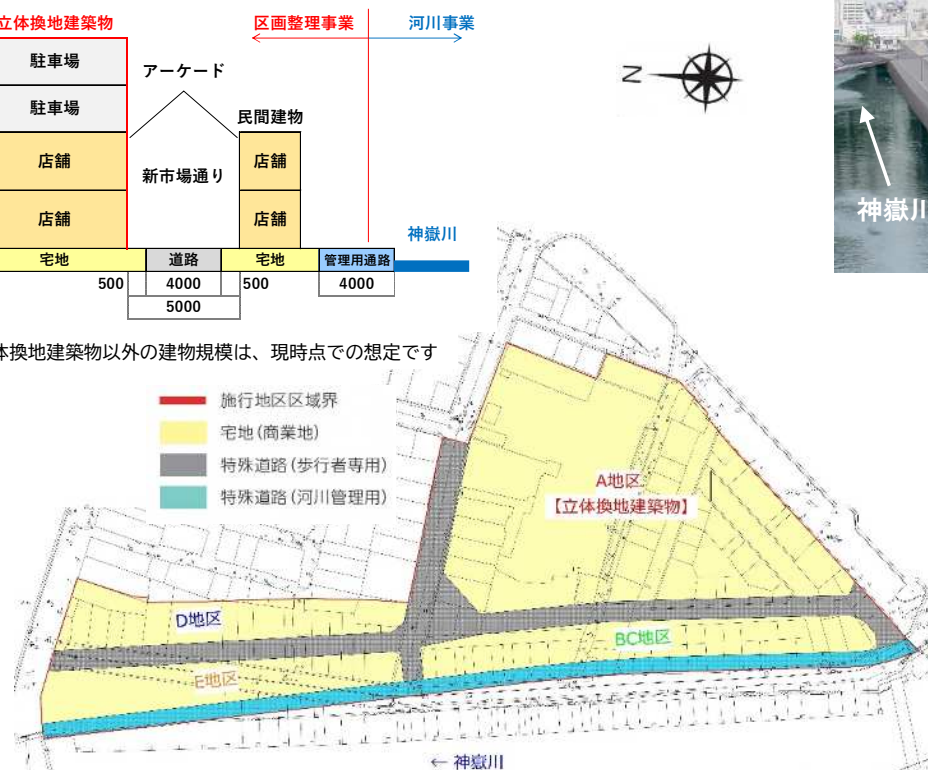 立体換地建築物
区画整理事業
河川事業
駐車場
駐車場
アーケード
民間建物
店舗
店舗
新市場通り
店舗
店舗
神嶽川
宅地
道路
宅地
管理用通路
500
4000
500
4000
5000
N
神嶽川
体換地建築物以外の建物規模は、現時点での想定です
施行地区区域界
宅地(商業地)
特殊道路(歩行者専用)
特殊道路(河川管理用)
A地区
【立体換地建築物】
D地区
BC地区
E地区
← 神嶽川